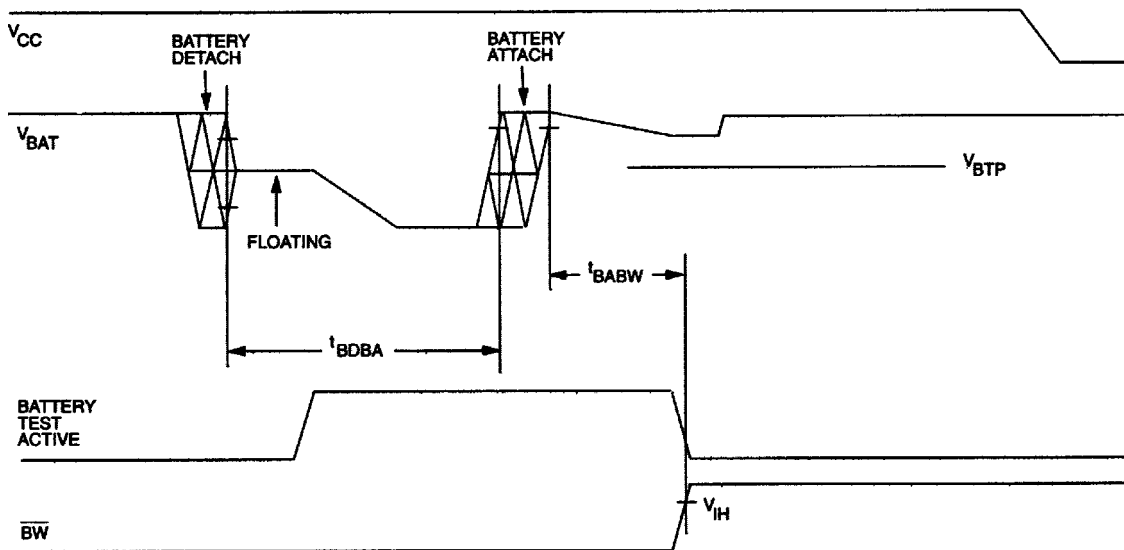 VCC
BATTERY
DETACH
BATTERY
ATTACH
VBAT
VBTP
FLOATING
tBABW
tBDBA
BATTERY
TEST
ACTIVE
VIH
BW